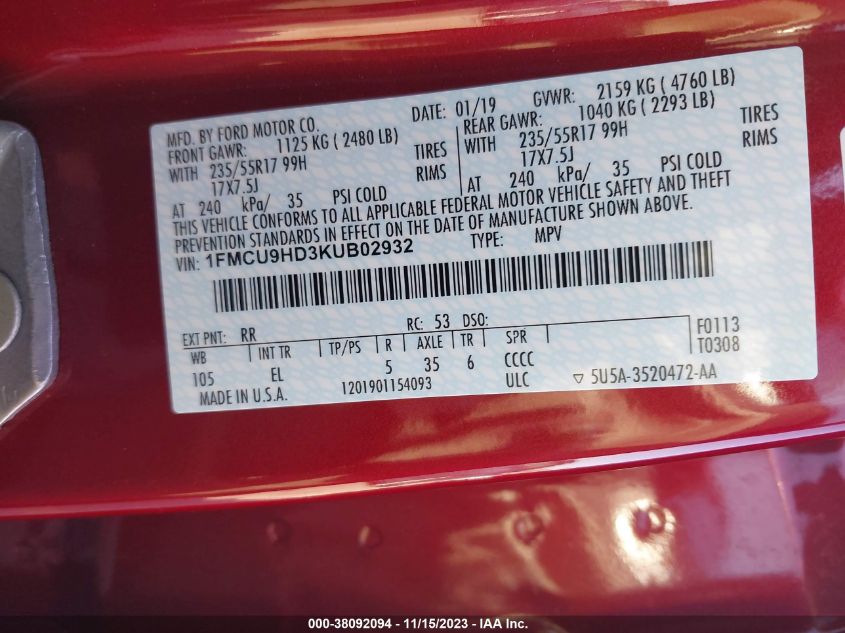 MFD. BY FORD MOTOR CO. DATE: 01/19 GVWR: 2159 KG ( 4760 LB)
FRONT GAWR: 1125 KG ( 2480 LB) REAR GAWR: 1040 KG ( 2293 LB)
WITH 235/55R17 99H TIRES WITH 235/55R17 99H TIRES
17X7.5J RIMS 17X7.5J RIMS
AT 240 kPa/ 35 PSI COLD AT 240 kPa/ 35 PSI COLD
THIS VEHICLE CONFORMS TO ALL APPLICABLE FEDERAL MOTOR VEHICLE SAFETY AND THEFT
PREVENTION STANDARDS IN EFFECT ON THE DATE OF MANUFACTURE SHOWN ABOVE.
VIN: 1FMCU9HD3KUB02932 TYPE: MPV
EXT PNT: RR RC: 53 DSO: F0113
WB INT TR TP/PS R AXLE TR SPR T0308
105 EL 5 35 6 CCCC
MADE IN U.S.A. 1201901154093 ULC ▽ 5U5A-3520472-AA
000-38092094 - 11/15/2023 - IAA Inc.